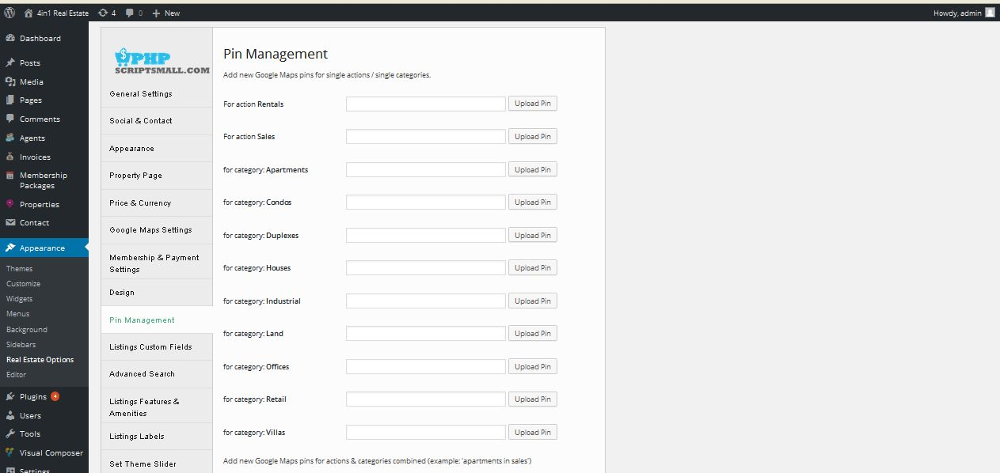 4in1 Real Estate 4 0 New Howdy, admin
Dashboard
Posts
Media
Pages
Comments
Agents
Invoices
Membership
Packages
Properties
Contact
Appearance
Themes
Customize
Widgets
Menus
Background
Sidebars
Real Estate Options
Editor
Plugins 4
Users
Tools
Visual Composer
Settings
PHP
SCRIPTSMALL.COM
General Settings
Social & Contact
Appearance
Property Page
Price & Currency
Google Maps Settings
Membership & Payment
Settings
Design
Pin Management
Listings Custom Fields
Advanced Search
Listings Features &
Amenities
Listings Labels
Set Theme Slider
Pin Management
Add new Google Maps pins for single actions / single categories.
For action Rentals Upload Pin
For action Sales Upload Pin
for category: Apartments Upload Pin
for category: Condos Upload Pin
for category: Duplexes Upload Pin
for category: Houses Upload Pin
for category: Industrial Upload Pin
for category: Land Upload Pin
for category: Offices Upload Pin
for category: Retail Upload Pin
for category: Villas Upload Pin
Add new Google Maps pins for actions & categories combined (example: 'apartments in sales')